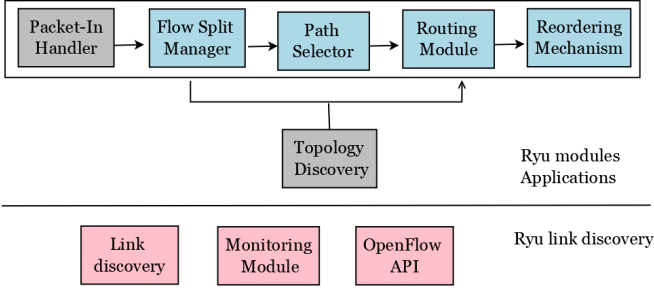 Packet-In
Handler
Flow Split
Manager
Path
Selector
Routing
Module
Reordering
Mechanism
Topology
Discovery
Ryu modules
Applications
Link
discovery
Monitoring
Module
OpenFlow
API
Ryu link discovery